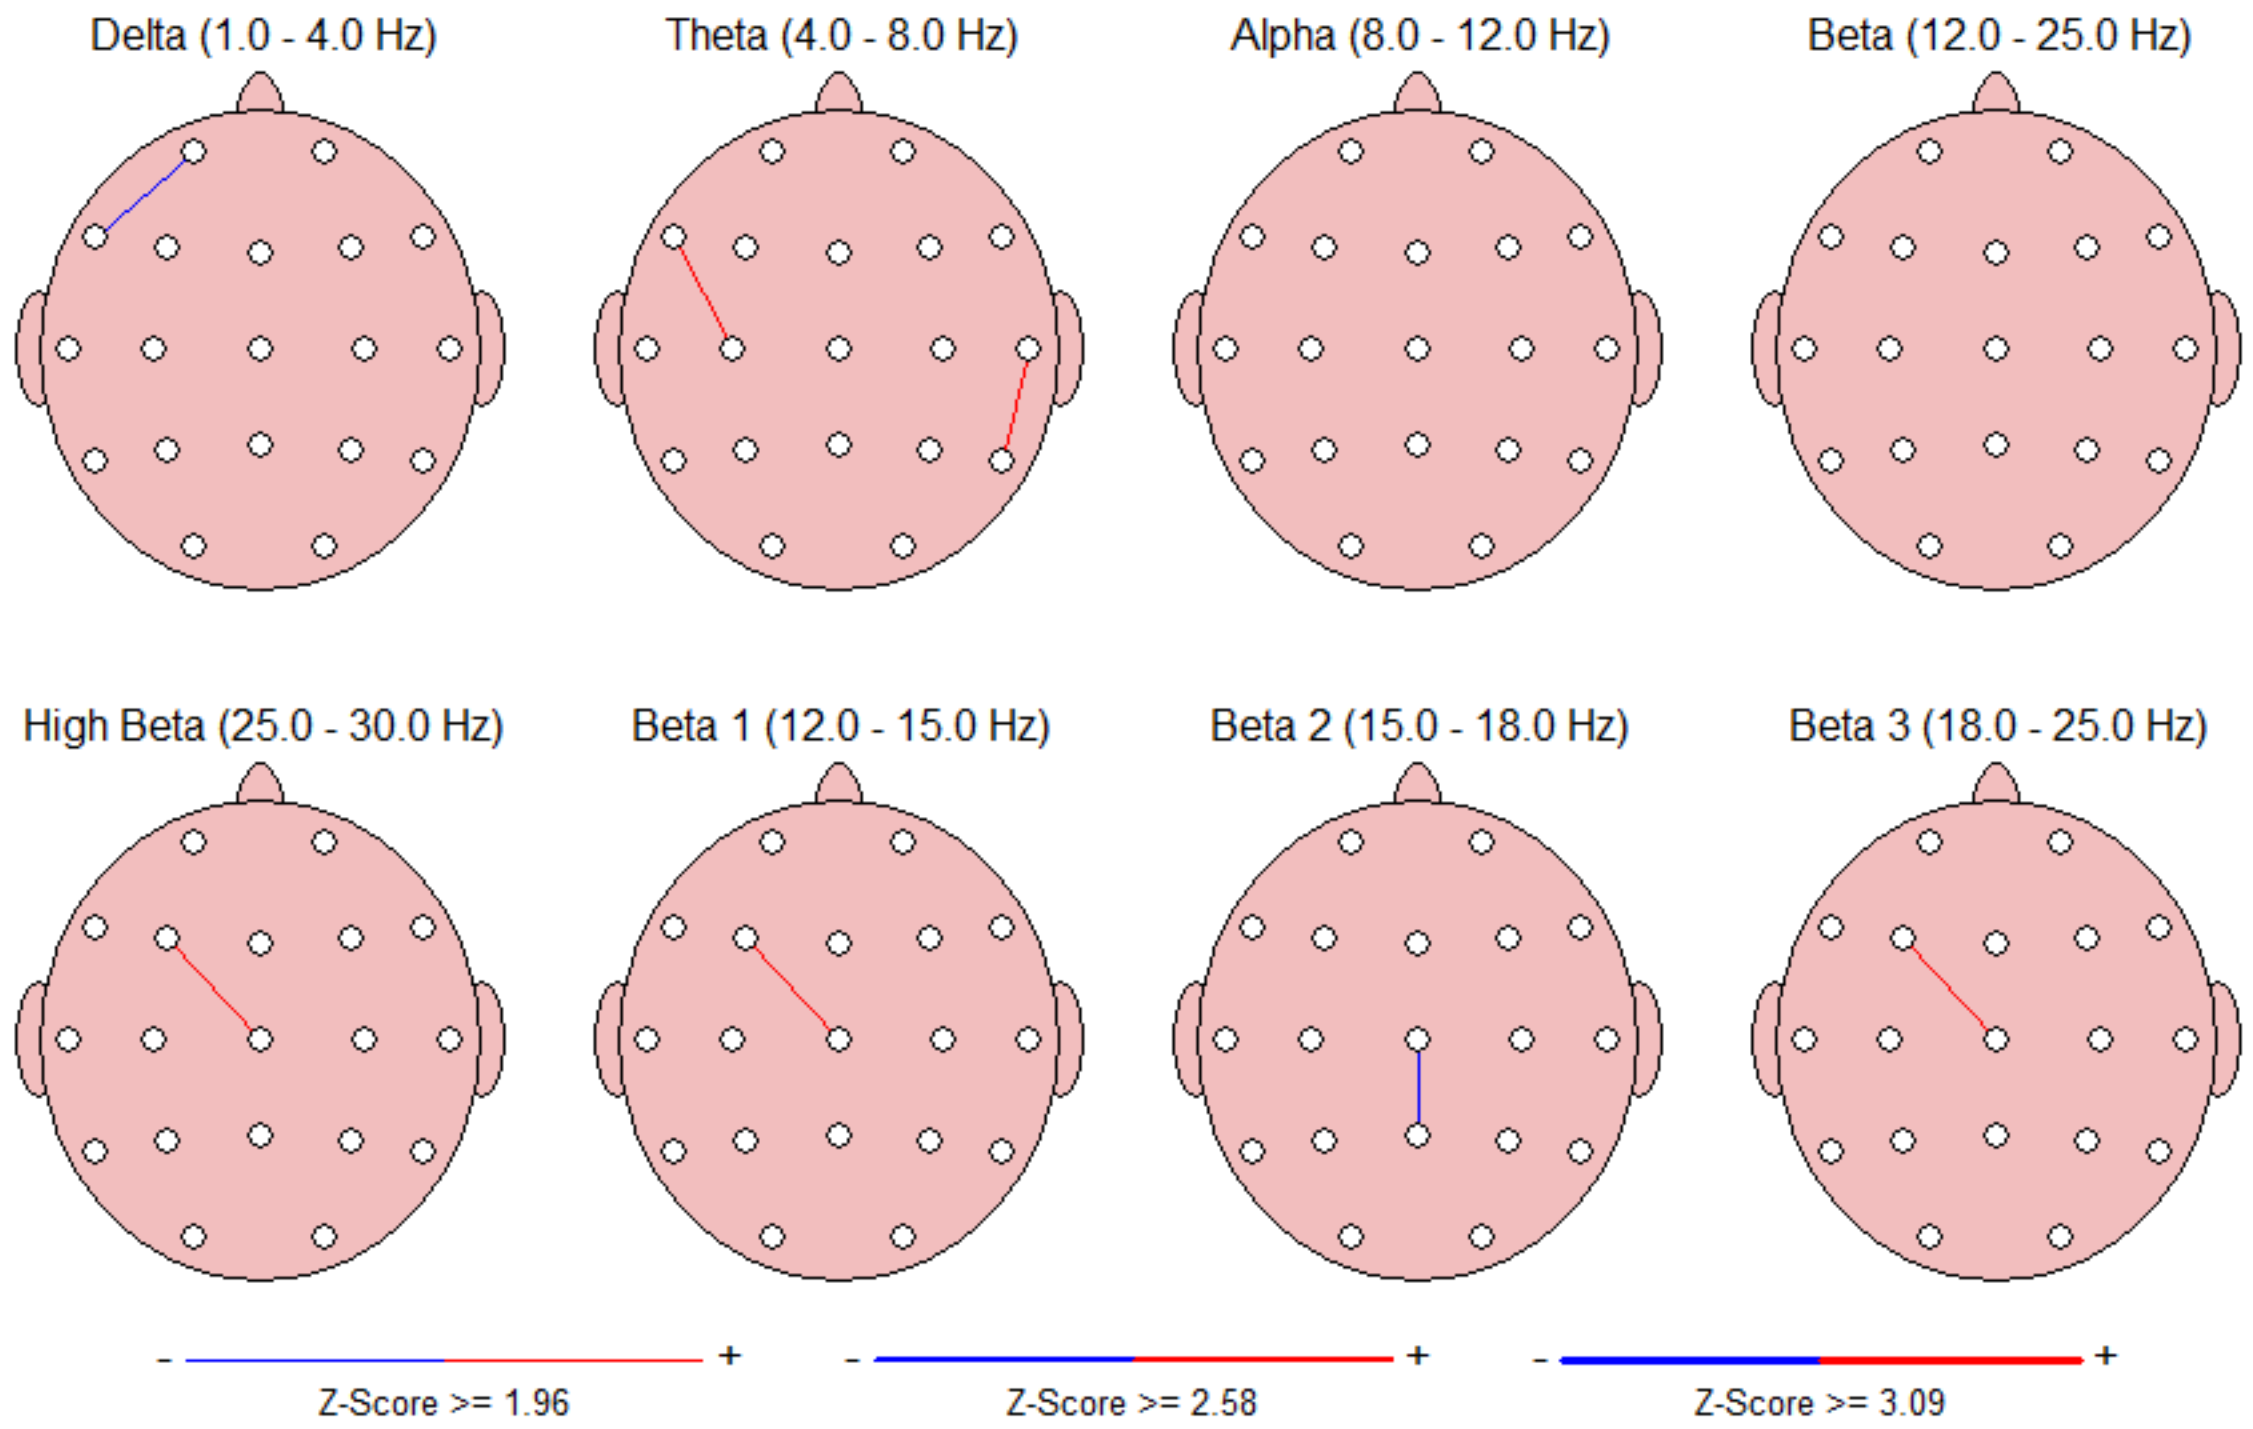 Delta (1.0 - 4.0 Hz)
Theta (4.0 - 8.0 Hz)
Alpha (8.0 - 12.0 Hz)
Beta (12.0 - 25.0 Hz)
High Beta (25.0 - 30.0 Hz)
Beta 1 (12.0 - 15.0 Hz)
Beta 2 (15.0 - 18.0 Hz)
Beta 3 (18.0 - 25.0 Hz)
- +
- +
- +
Z-Score >= 1.96
Z-Score >= 2.58
Z-Score >= 3.09